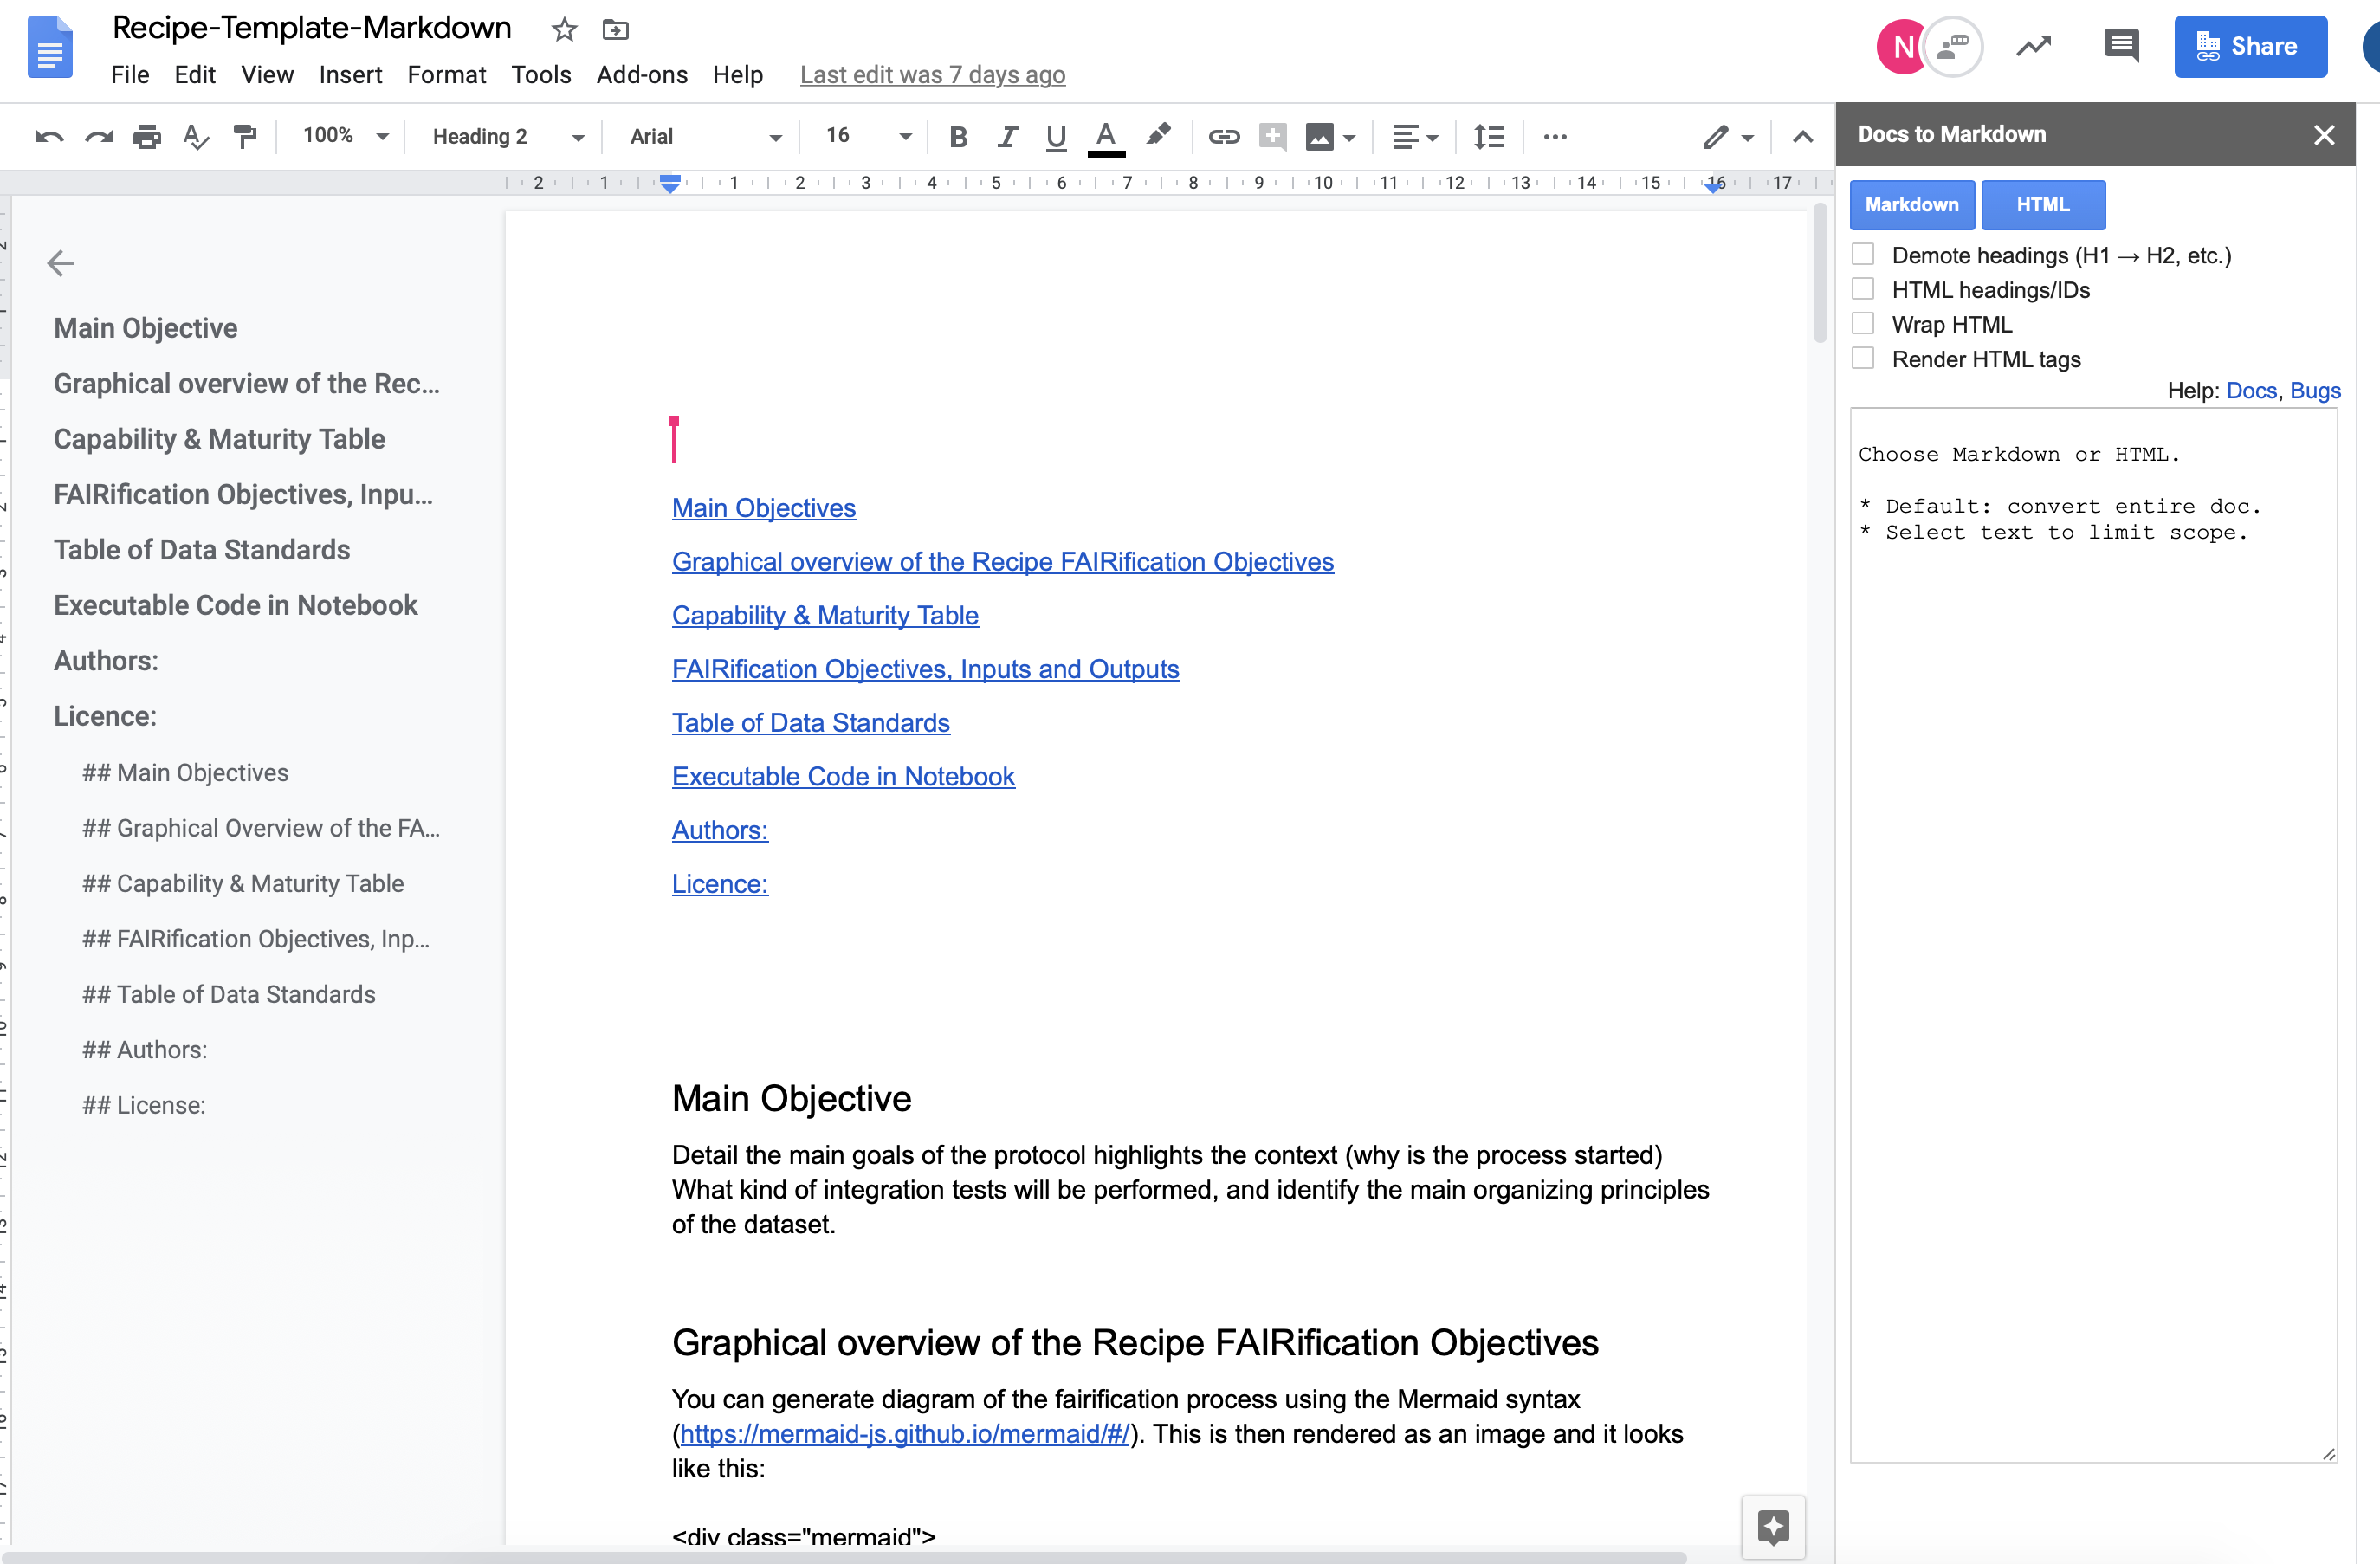 Recipe-Template-Markdown
File Edit View Insert Format Tools Add-ons Help Last edit was 7 days ago
N
Share
100% Heading 2 Arial 16 B I U A
2 1 1 2 3 4 5 6 7 8 9 10 11 12 13 14 15 16 17
Main Objective
Graphical overview of the Rec...
Capability & Maturity Table
FAIRification Objectives, Inpu...
Table of Data Standards
Executable Code in Notebook
Authors:
Licence:
## Main Objectives
## Graphical Overview of the FA...
## Capability & Maturity Table
## FAIRification Objectives, Inp...
## Table of Data Standards
## Authors:
## License:
Main Objectives
Graphical overview of the Recipe FAIRification Objectives
Capability & Maturity Table
FAIRification Objectives, Inputs and Outputs
Table of Data Standards
Executable Code in Notebook
Authors:
Licence:
Main Objective
Detail the main goals of the protocol highlights the context (why is the process started)
What kind of integration tests will be performed, and identify the main organizing principles
of the dataset.
Graphical overview of the Recipe FAIRification Objectives
You can generate diagram of the fairification process using the Mermaid syntax
(https://mermaid-js.github.io/mermaid/#/). This is then rendered as an image and it looks
like this:
<div class="mermaid">
Docs to Markdown
Markdown HTML
Demote headings (H1 → H2, etc.)
HTML headings/IDs
Wrap HTML
Render HTML tags
Help: Docs, Bugs
Choose Markdown or HTML.
* Default: convert entire doc.
* Select text to limit scope.